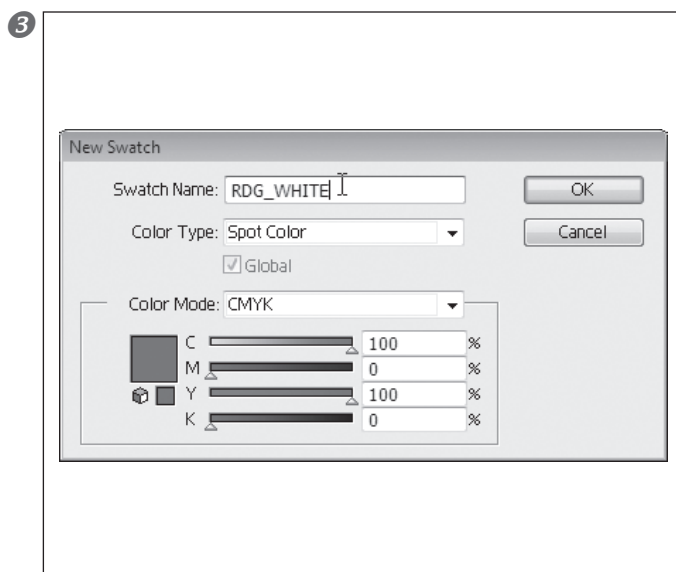 3
New Swatch
Swatch Name: RDG_WHITE OK
Color Type: Spot Color Cancel
Global
Color Mode: CMYK
C 100 %
M 0 %
Y 100 %
K 0 %